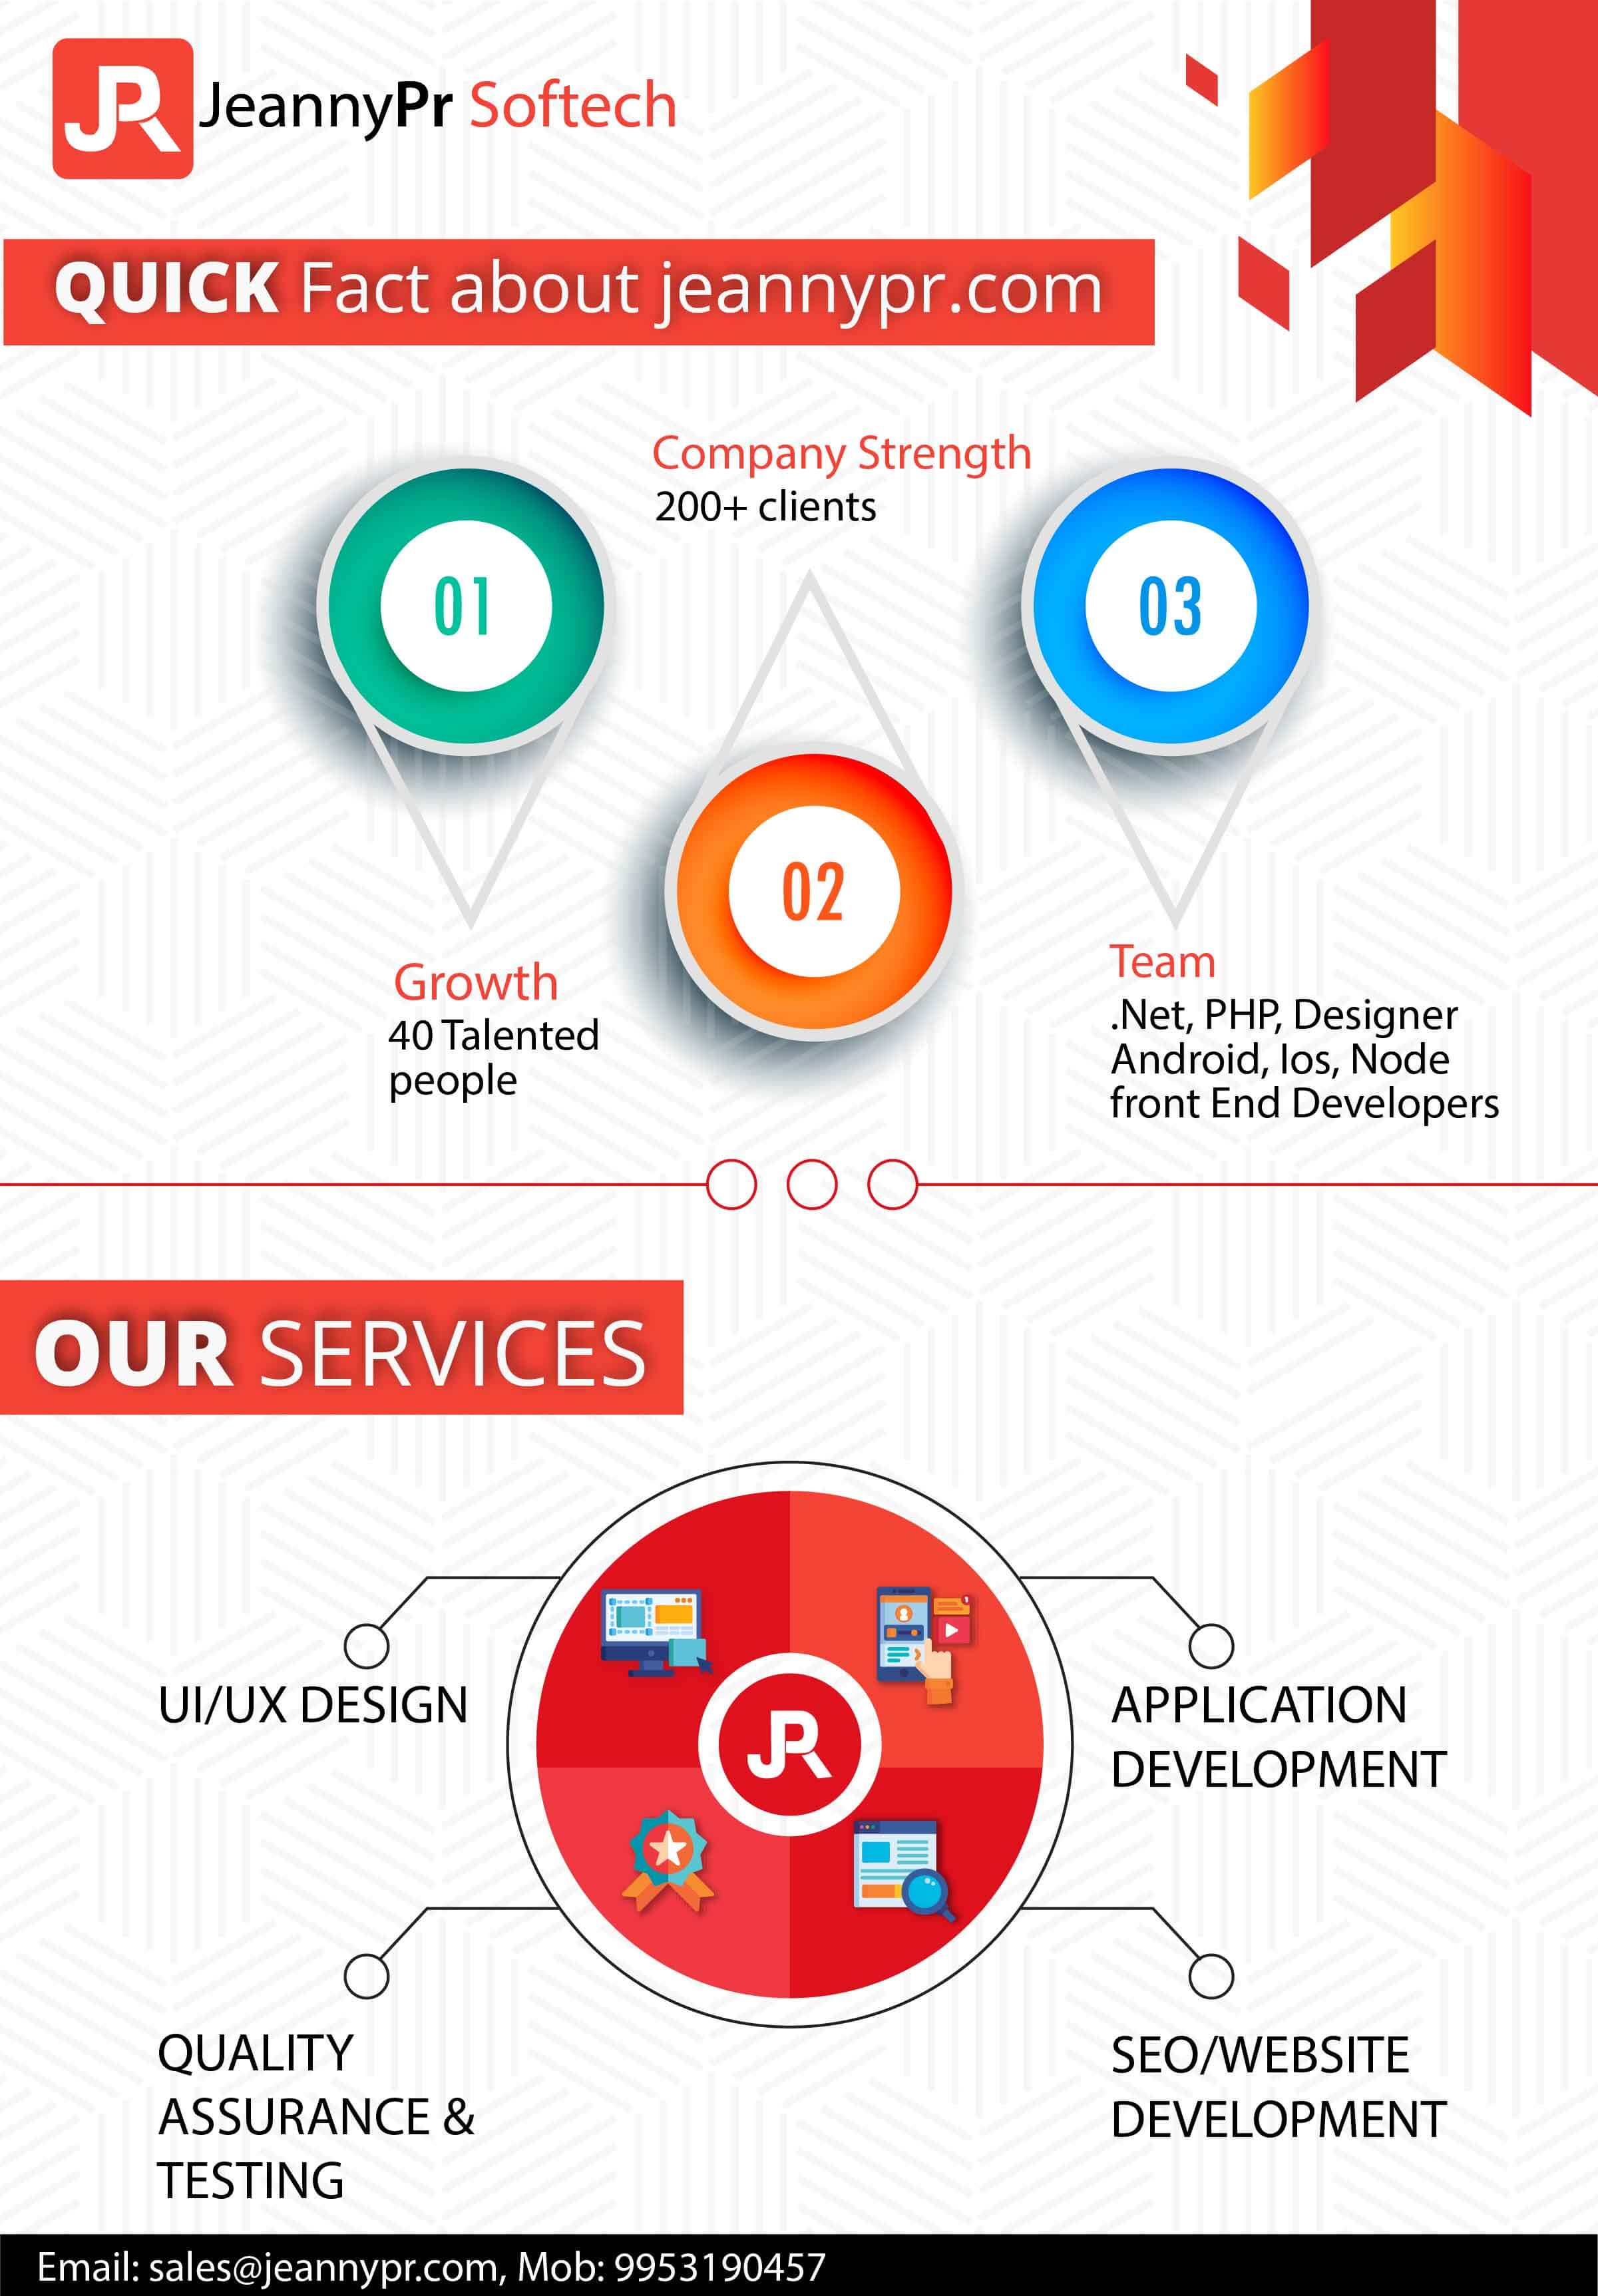 JR JeannyPr Softech
QUICK Fact about jeannypr.com
Company Strength
200+ clients
01
03
02
Growth
40 Talented
people
Team
.Net, PHP, Designer
Android, Ios, Node
front End Developers
OUR SERVICES
UI/UX DESIGN
APPLICATION
DEVELOPMENT
JR
QUALITY
ASSURANCE &
TESTING
SEO/WEBSITE
DEVELOPMENT
Email: sales@jeannypr.com, Mob: 9953190457